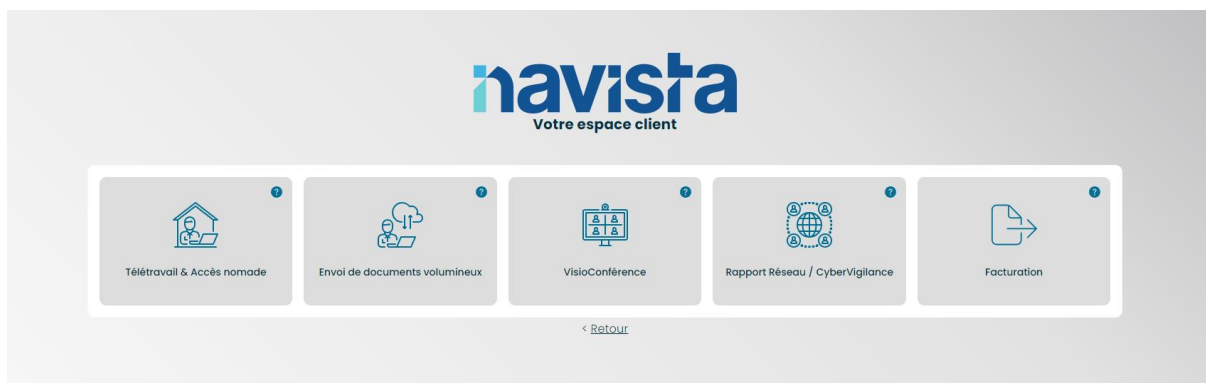 navista
Votre espace client
?
?
?
?
?
Télétravail & Accès nomade
Envoi de documents volumineux
VisioConférence
Rapport Réseau / CyberVigilance
Facturation
< Retour